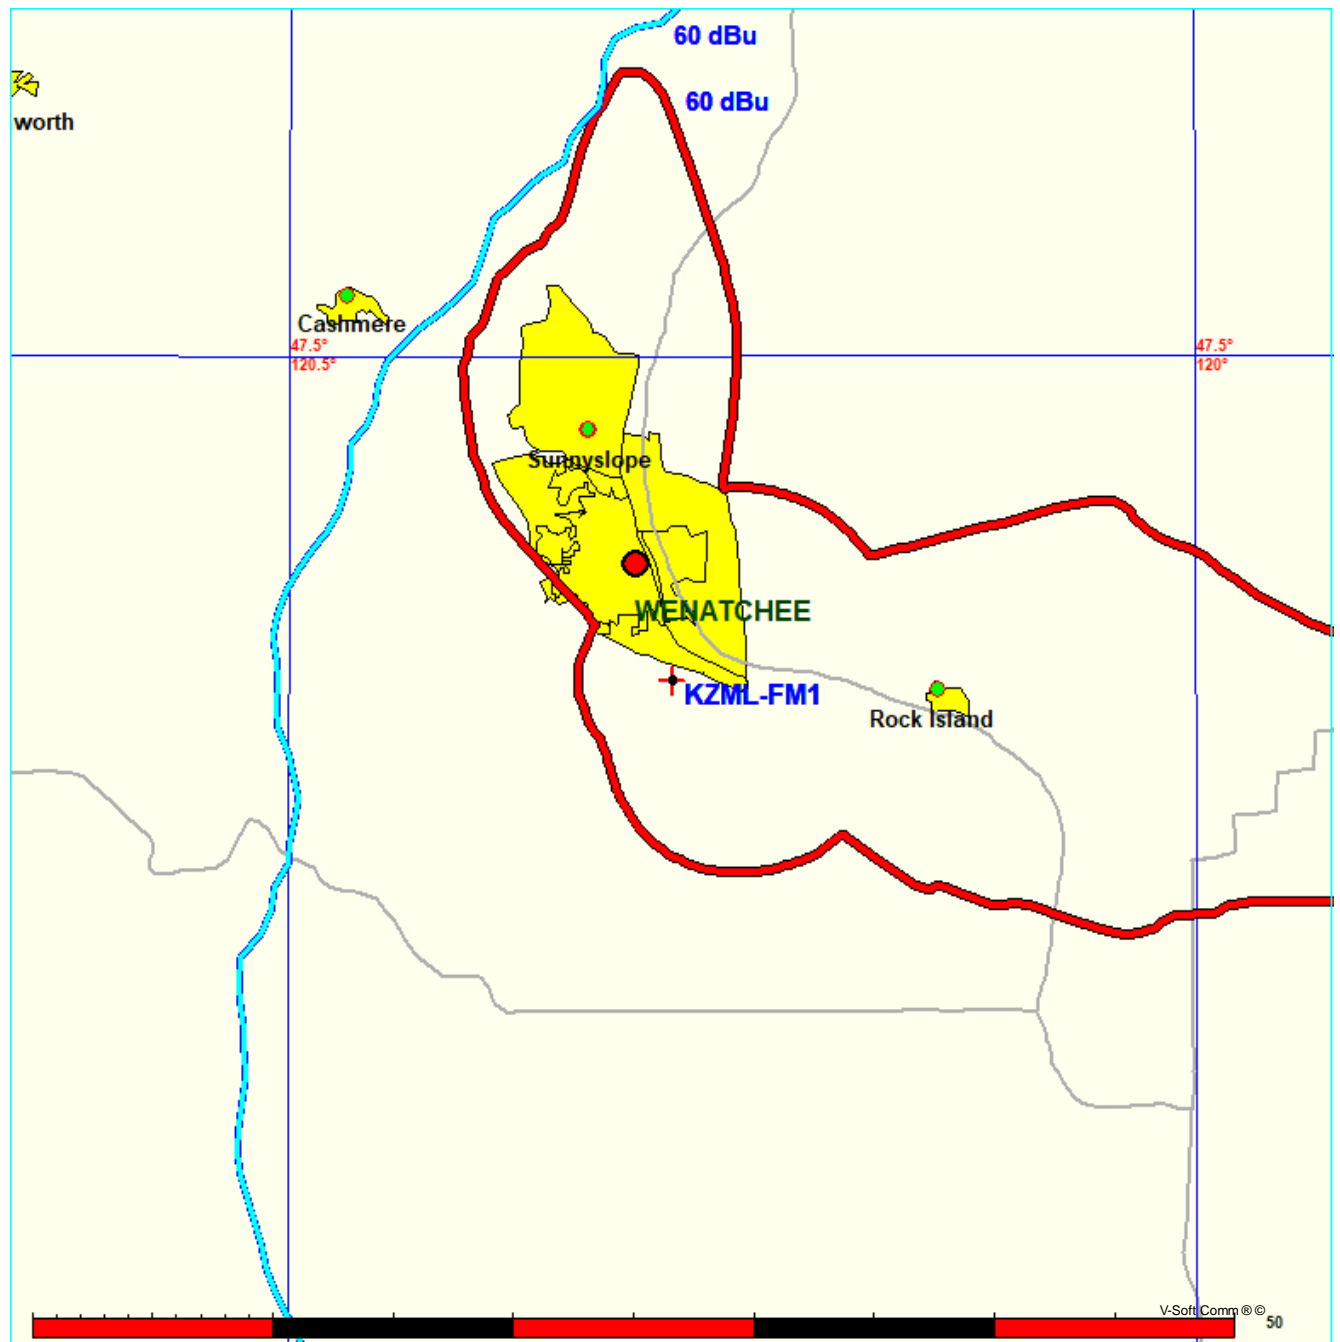 60 dBu
60 dBu
worth
Cashmere
47.5°
120.5°
47.5°
120°
Sunnyslope
WENATCHEE
KZML-FM1
Rock Island
V-Soft Comm ® ©
50